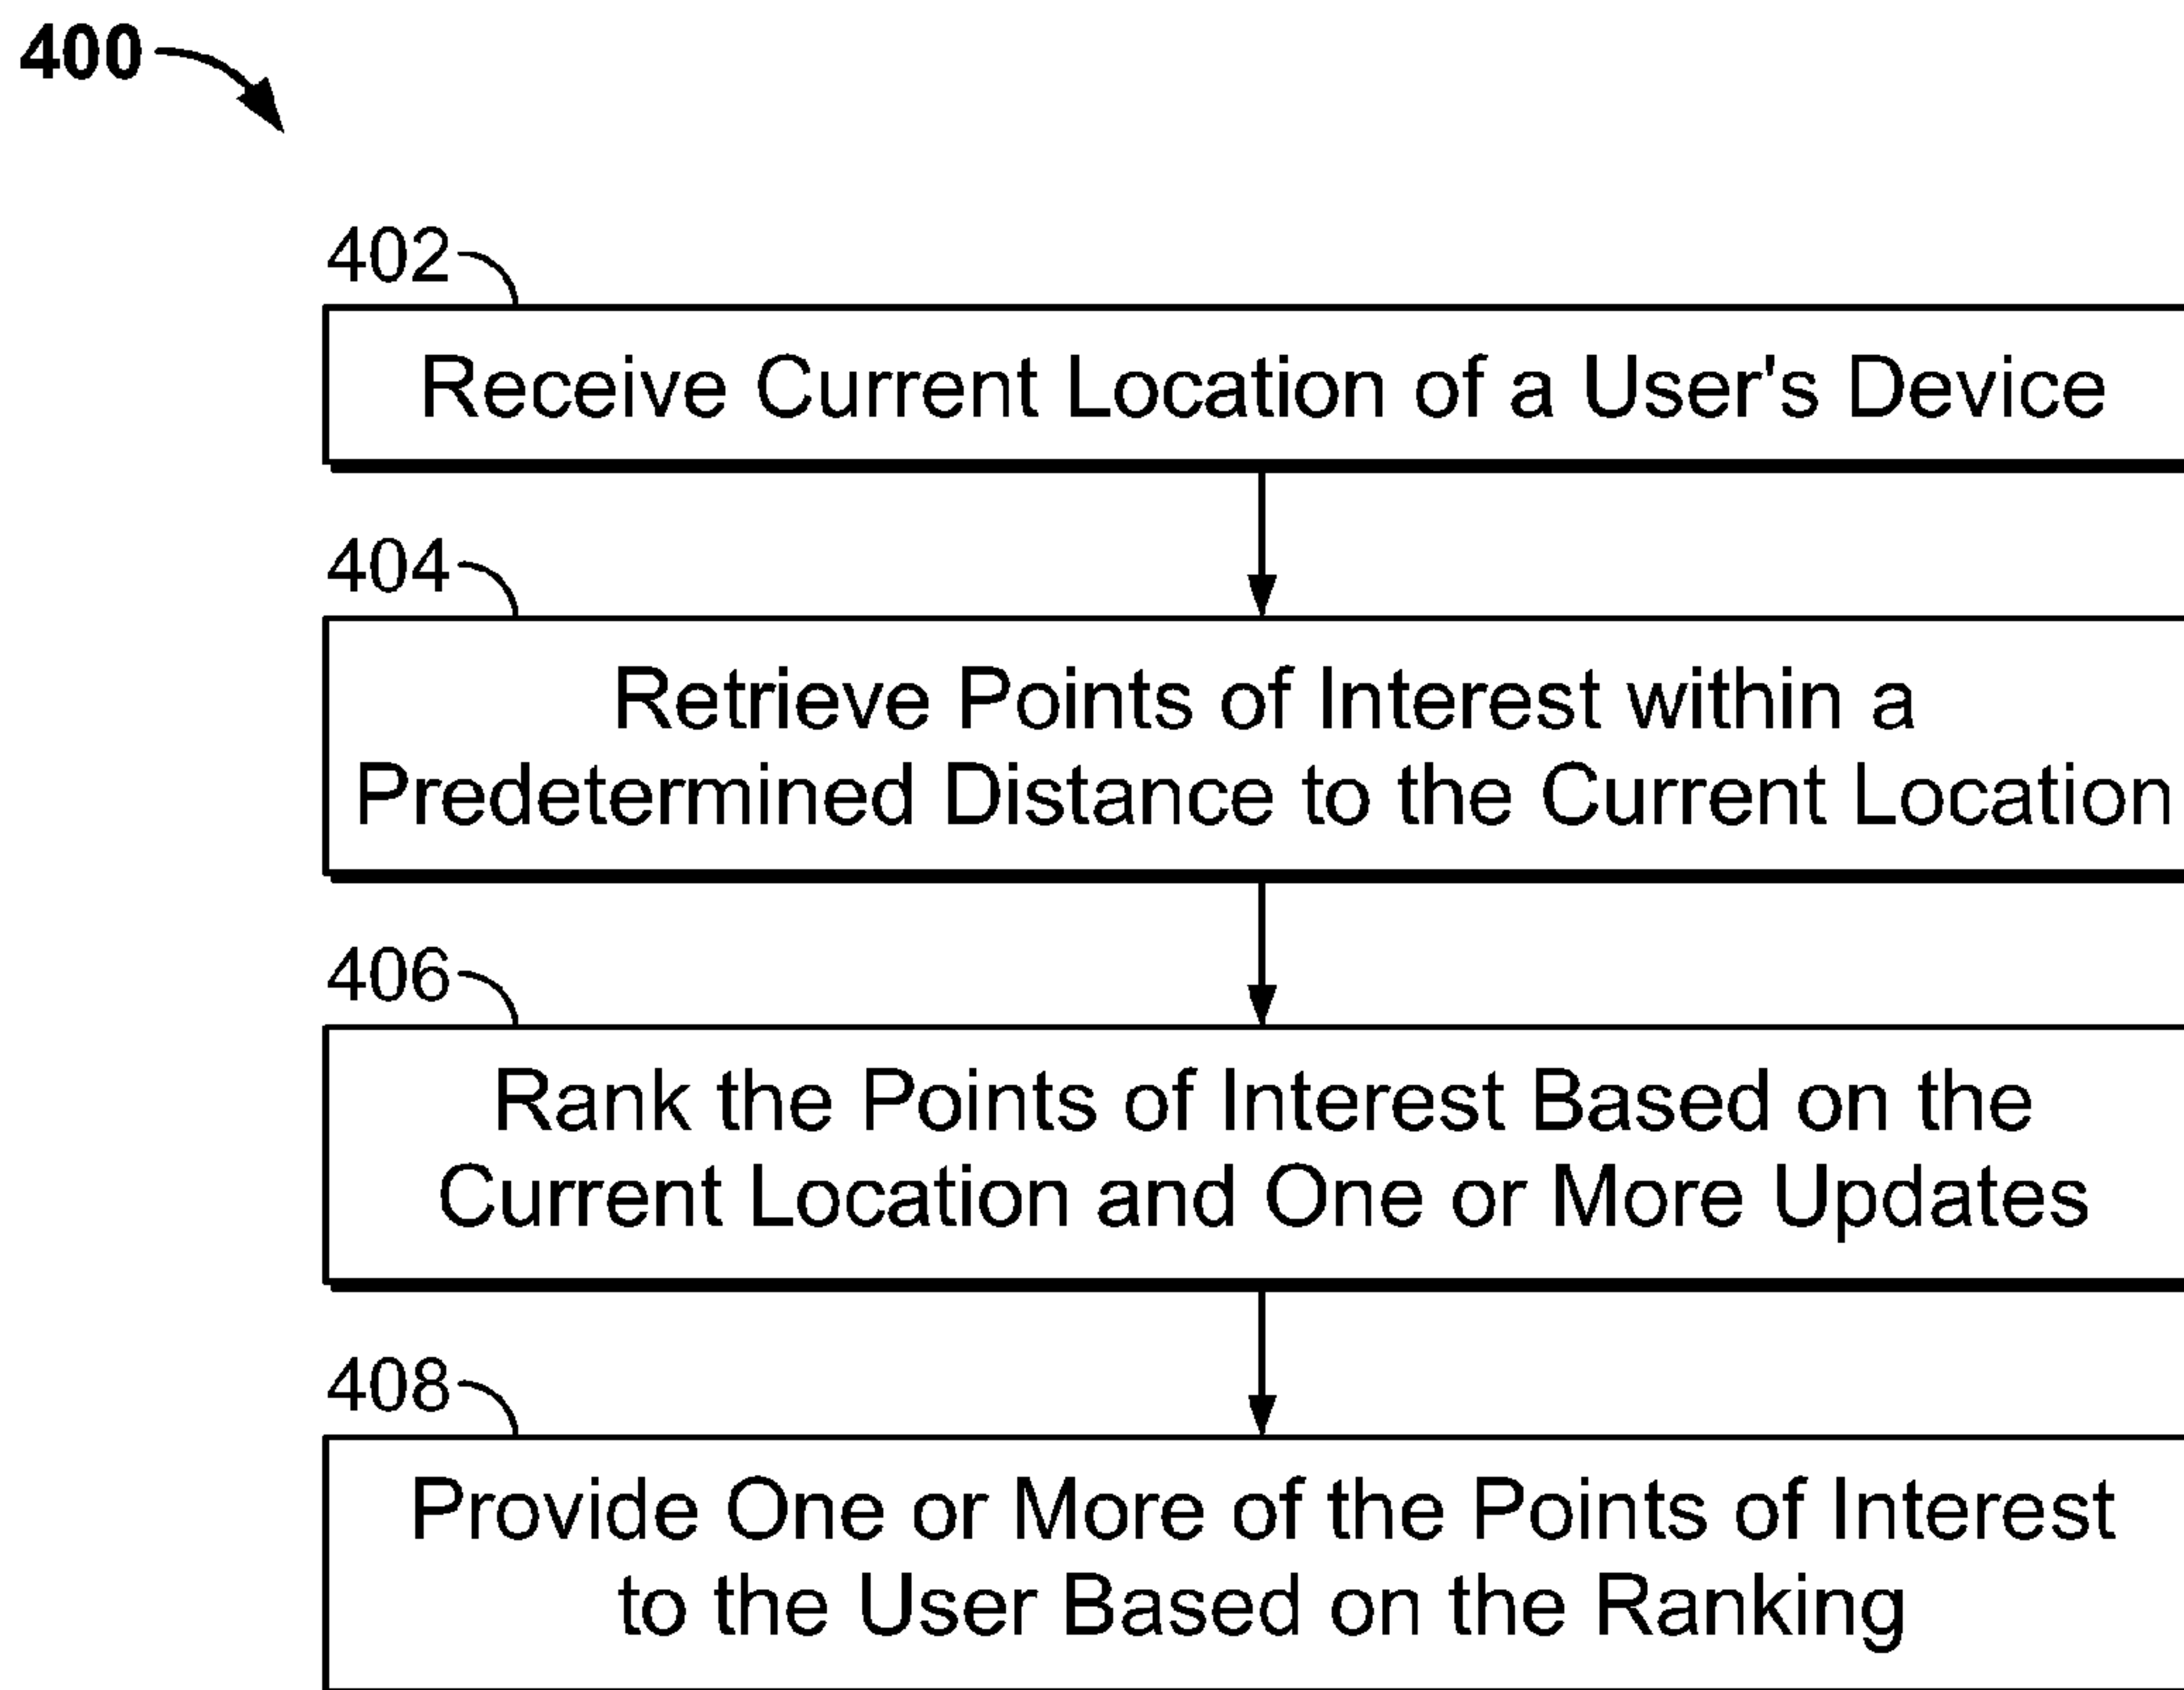 400
402
Receive Current Location of a User's Device
404
Retrieve Points of Interest within a
Predetermined Distance to the Current Location
406
Rank the Points of Interest Based on the
Current Location and One or More Updates
408
Provide One or More of the Points of Interest
to the User Based on the Ranking